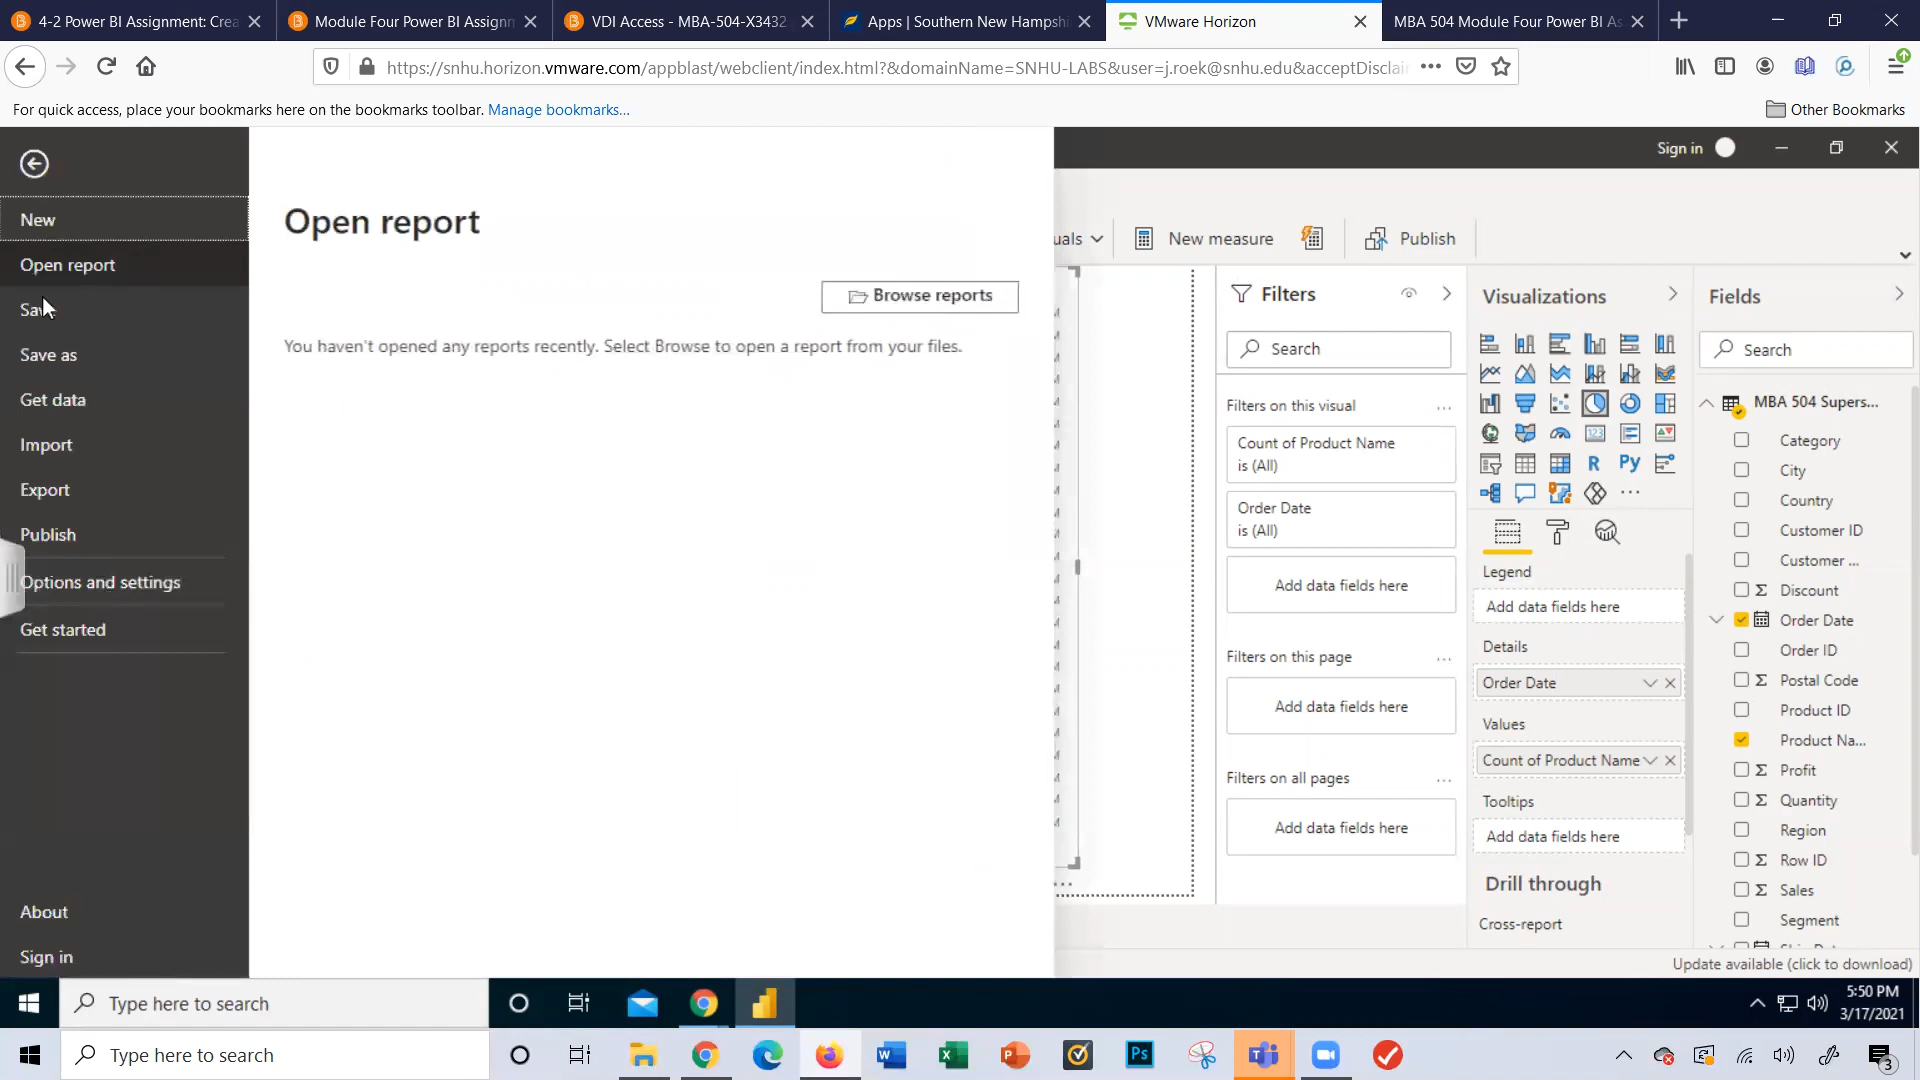 4-2 Power BI Assignment: Crea
Module Four Power BI Assignm
VDI Access - MBA-504-X3432
Apps | Southern New Hampshi
VMware Horizon
MBA 504 Module Four Power BI As
https://snhu.horizon.vmware.com/appblast/webclient/index.html?&domainName=SNHU-LABS&user=j.roek@snhu.edu&acceptDisclai
For quick access, place your bookmarks here on the bookmarks toolbar. Manage bookmarks...
Other Bookmarks
Sign in
New
Open report
Save
Save as
Get data
Import
Export
Publish
Options and settings
Get started
About
Sign in
Open report
Browse reports
You haven't opened any reports recently. Select Browse to open a report from your files.
uals
New measure
Publish
Filters
Search
Filters on this visual
...
Count of Product Name
is (All)
Order Date
is (All)
Add data fields here
Filters on this page
...
Add data fields here
Filters on all pages
...
Add data fields here
Visualizations
123
R
Py
...
Legend
Add data fields here
Details
Order Date
Values
Count of Product Name
Tooltips
Add data fields here
Drill through
Cross-report
Fields
Search
MBA 504 Supers...
Category
City
Country
Customer ID
Customer ...
Σ Discount
Order Date
Order ID
Σ Postal Code
Product ID
Product Na...
Σ Profit
Σ Quantity
Region
Σ Row ID
Σ Sales
Segment
Update available (click to download)
Type here to search
5:50 PM
3/17/2021
Type here to search
3